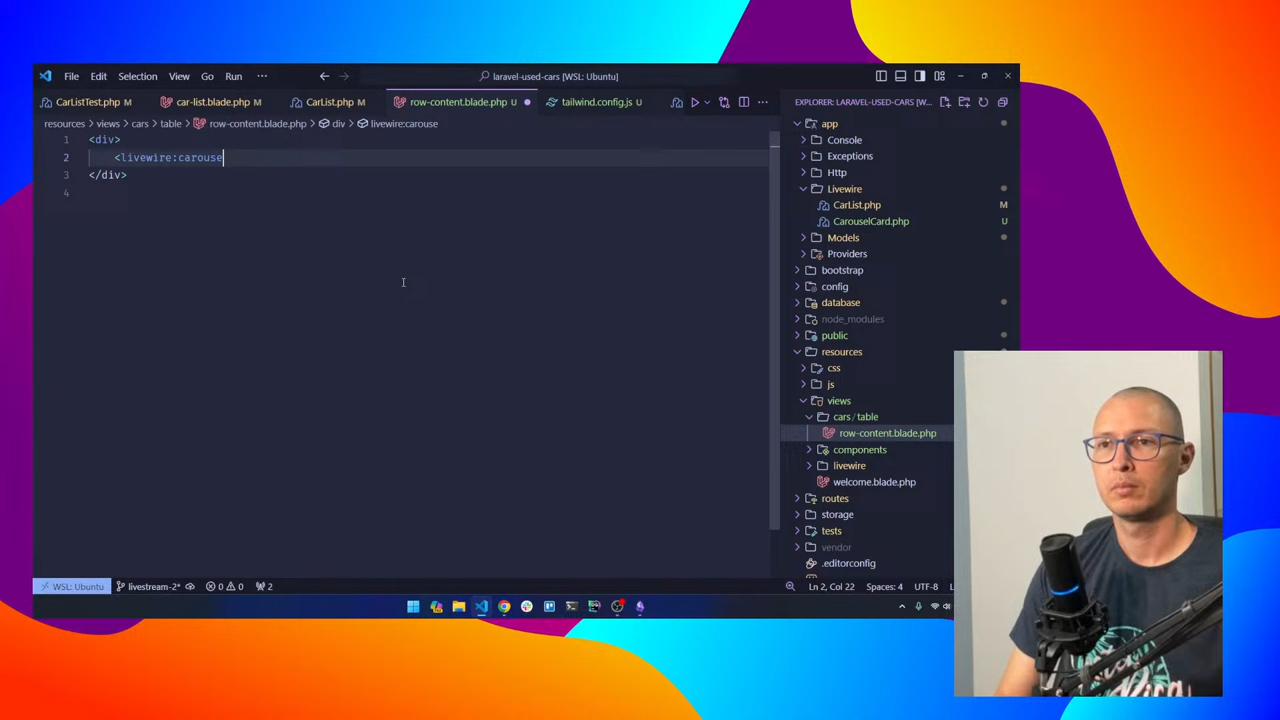 File Edit Selection View Go Run ···
laravel-used-cars [WSL: Ubuntu]
CarListTest.php M car-list.blade.php M CarList.php M row-content.blade.php U tailwind.config.js U
EXPLORER: LARAVEL-USED-CARS [W...
resources > views > cars > table > row-content.blade.php > div > livewire:carouse
1 <div>
2 <livewire:carouse
3 </div>
4
app
Console
Exceptions
Http
Livewire
CarList.php M
CarouselCard.php U
Models
Providers
bootstrap
config
database
node_modules
public
resources
css
js
views
cars / table
row-content.blade.php
components
livewire
welcome.blade.php
routes
storage
tests
vendor
.editorconfig
WSL: Ubuntu livestream-2* 0 0 2 Ln 2, Col 22 Spaces: 4 UTF-8 L